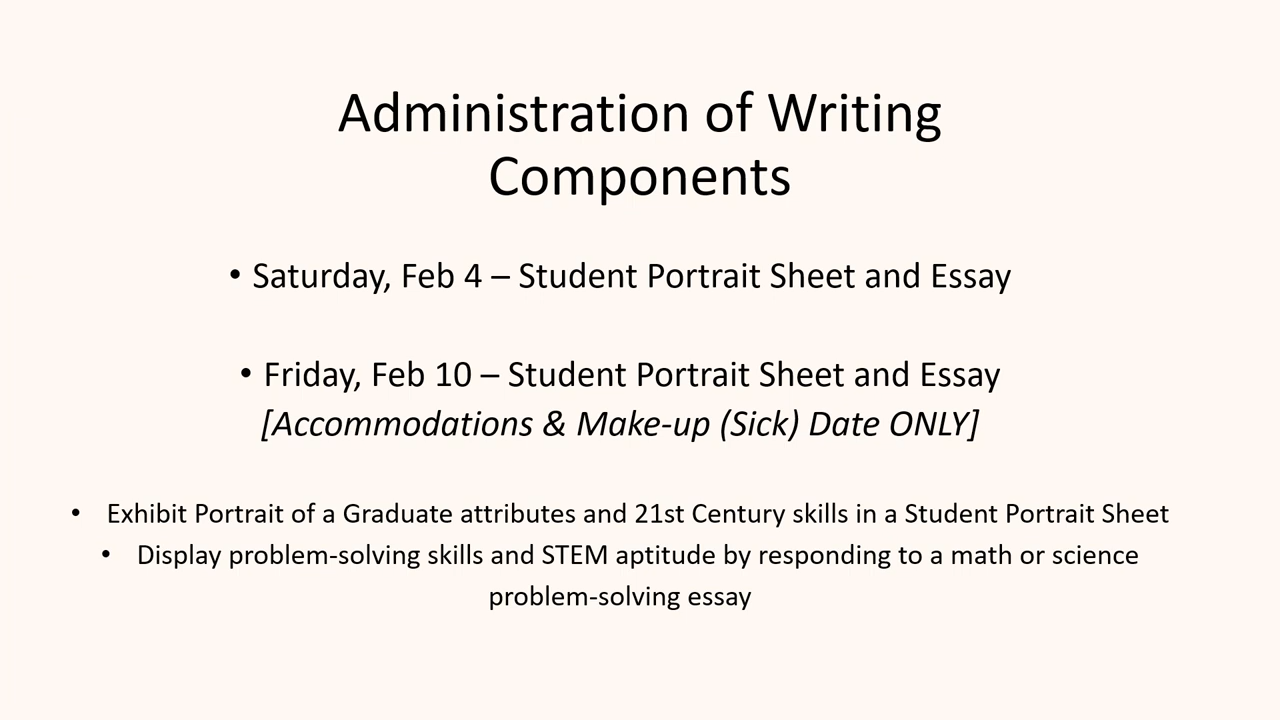 Administration of Writing
Components
• Saturday, Feb 4 – Student Portrait Sheet and Essay
• Friday, Feb 10 – Student Portrait Sheet and Essay
[Accommodations & Make-up (Sick) Date ONLY]
• Exhibit Portrait of a Graduate attributes and 21st Century skills in a Student Portrait Sheet
• Display problem-solving skills and STEM aptitude by responding to a math or science
problem-solving essay